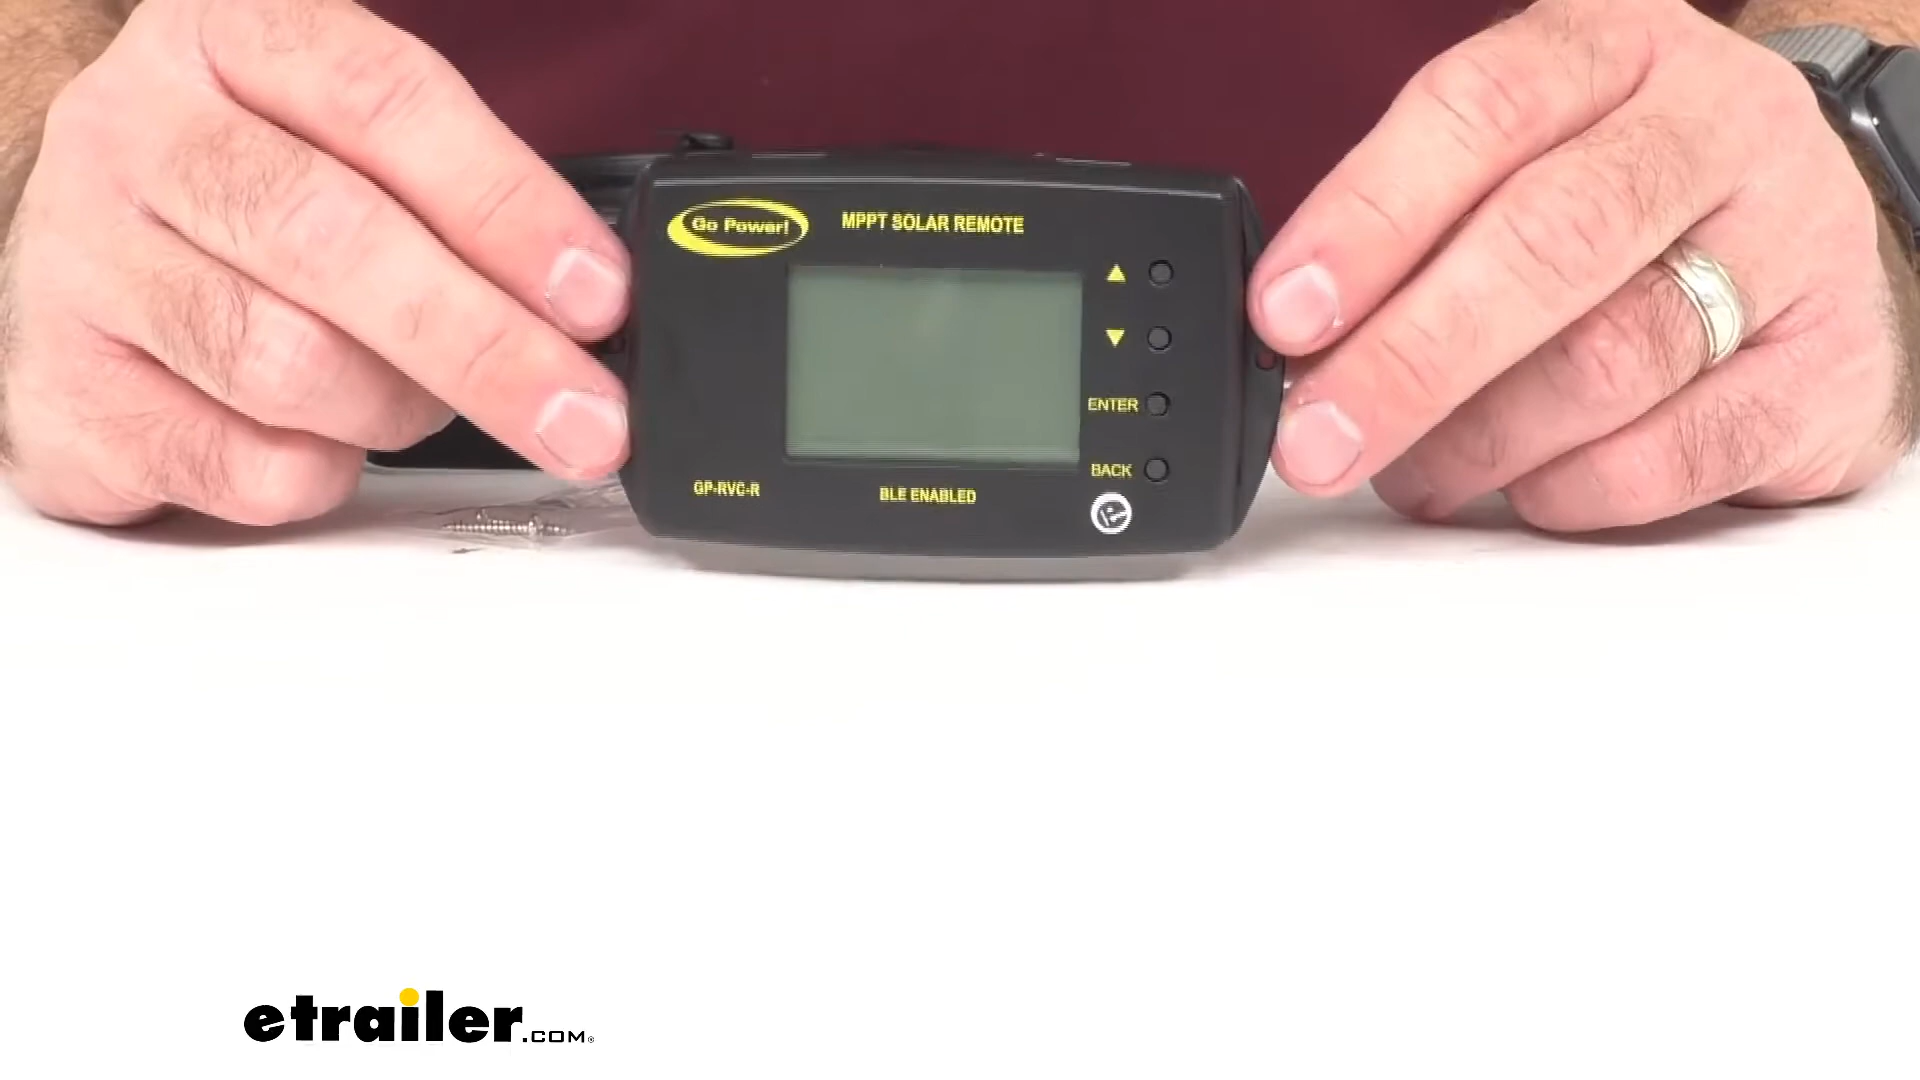 Go Power!
MPPT SOLAR REMOTE
▲
▼
ENTER
BACK
GP-RVC-R
BLE ENABLED
etrailer.COM®